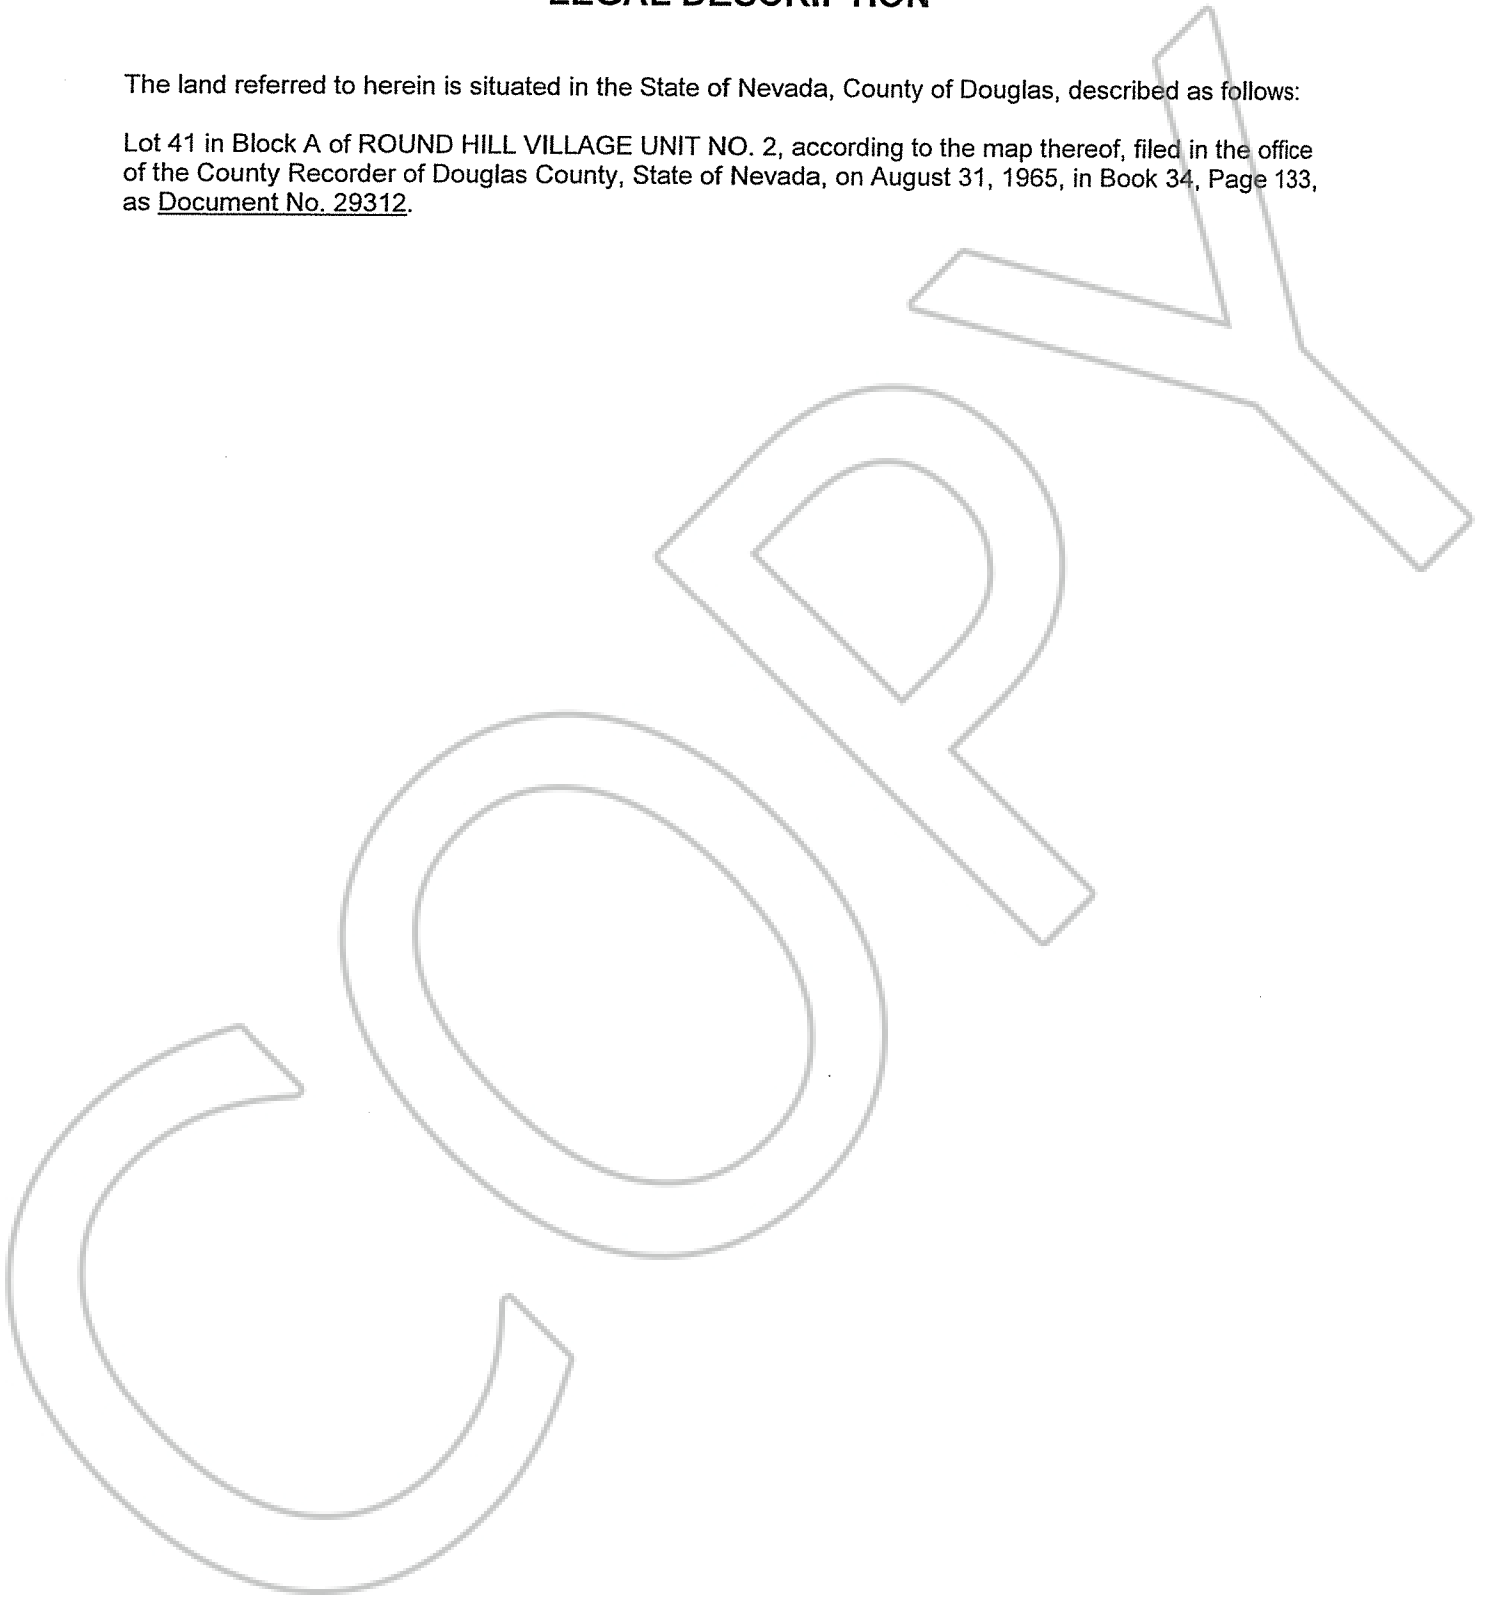 LEGAL DESCRIPTION
The land referred to herein is situated in the State of Nevada, County of Douglas, described as follows:
Lot 41 in Block A of ROUND HILL VILLAGE UNIT NO. 2, according to the map thereof, filed in the office
of the County Recorder of Douglas County, State of Nevada, on August 31, 1965, in Book 34, Page 133,
as Document No. 29312.
COPY